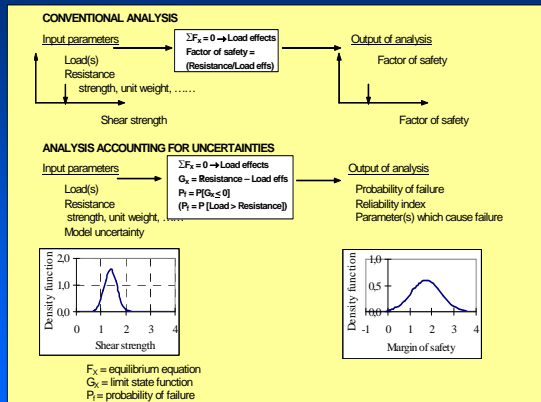 CONVENTIONAL ANALYSIS
Input parameters
Load(s)
Resistance
strength, unit weight, ......
Shear strength
ΣFx = 0 → Load effects
Factor of safety =
(Resistance/Load effs)
Output of analysis
Factor of safety
Factor of safety
ANALYSIS ACCOUNTING FOR UNCERTAINTIES
Input parameters
Load(s)
Resistance
strength, unit weight, ......
Model uncertainty
ΣFx = 0 → Load effects
Gx = Resistance – Load effs
Pf = P[Gx ≤ 0]
(Pf = P [Load > Resistance])
Output of analysis
Probability of failure
Reliability index
Parameter(s) which cause failure
Density function
2,0
1,0
0,0
0 1 2 3 4
Shear strength
Density function
1,0
0,5
0,0
-1 0 1 2 3 4
Margin of safety
FX = equilibrium equation
GX = limit state function
Pf = probability of failure